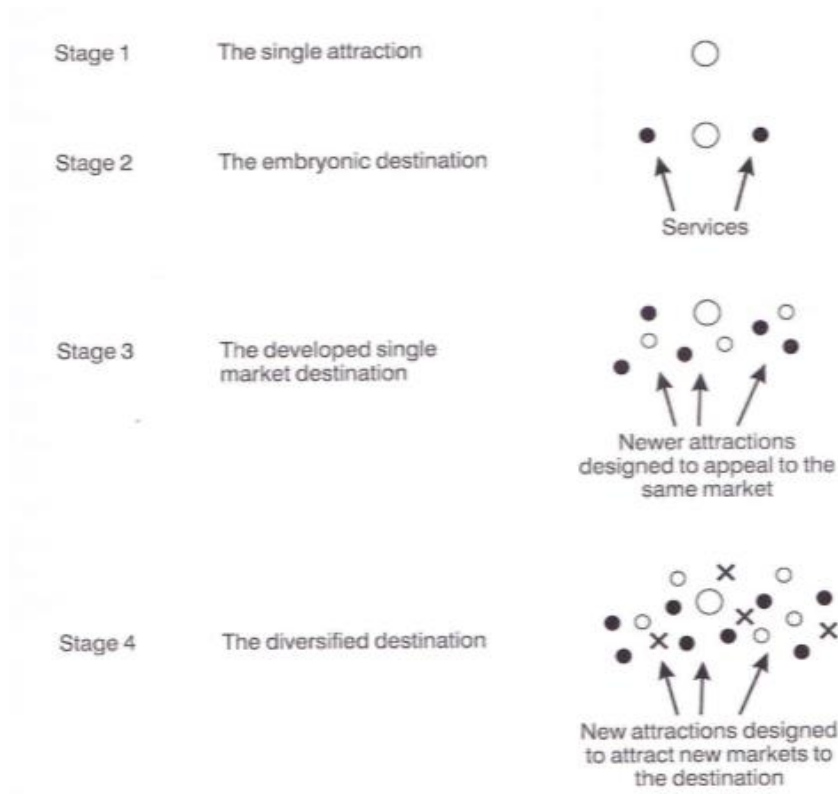 Stage 1 The single attraction
Stage 2 The embryonic destination
Services
Stage 3 The developed single
market destination
Newer attractions
designed to appeal to the
same market
Stage 4 The diversified destination
New attractions designed
to attract new markets to
the destination